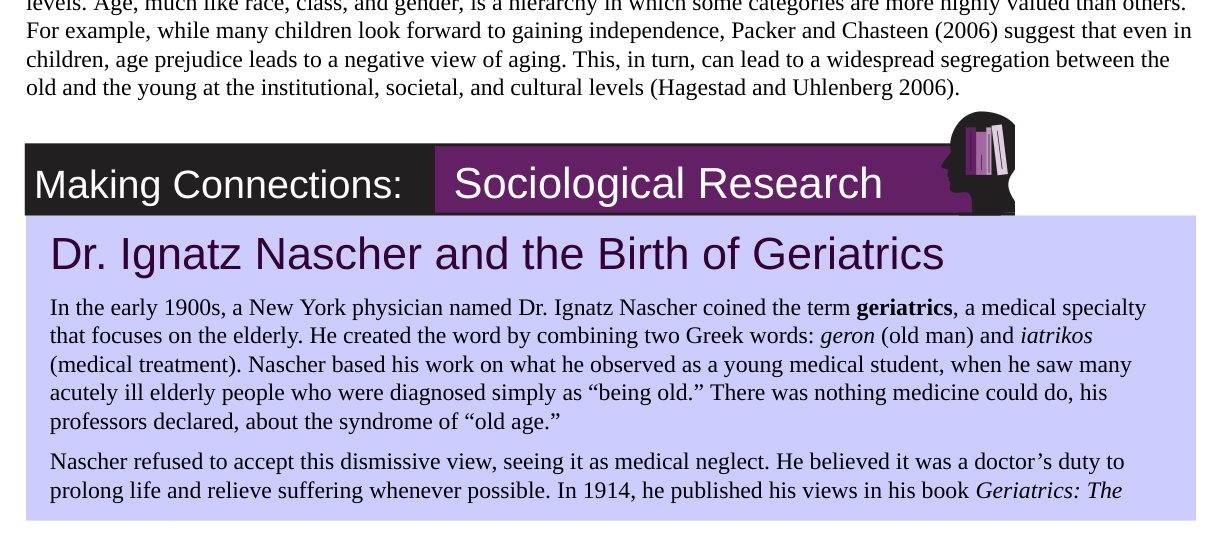 levels. Age, much like race, class, and gender, is a hierarchy in which some categories are more highly valued than others.
For example, while many children look forward to gaining independence, Packer and Chasteen (2006) suggest that even in
children, age prejudice leads to a negative view of aging. This, in turn, can lead to a widespread segregation between the
old and the young at the institutional, societal, and cultural levels (Hagestad and Uhlenberg 2006).
Making Connections: Sociological Research
Dr. Ignatz Nascher and the Birth of Geriatrics
In the early 1900s, a New York physician named Dr. Ignatz Nascher coined the term geriatrics, a medical specialty
that focuses on the elderly. He created the word by combining two Greek words: geron (old man) and iatrikos
(medical treatment). Nascher based his work on what he observed as a young medical student, when he saw many
acutely ill elderly people who were diagnosed simply as “being old.” There was nothing medicine could do, his
professors declared, about the syndrome of “old age.”
Nascher refused to accept this dismissive view, seeing it as medical neglect. He believed it was a doctor’s duty to
prolong life and relieve suffering whenever possible. In 1914, he published his views in his book Geriatrics: The